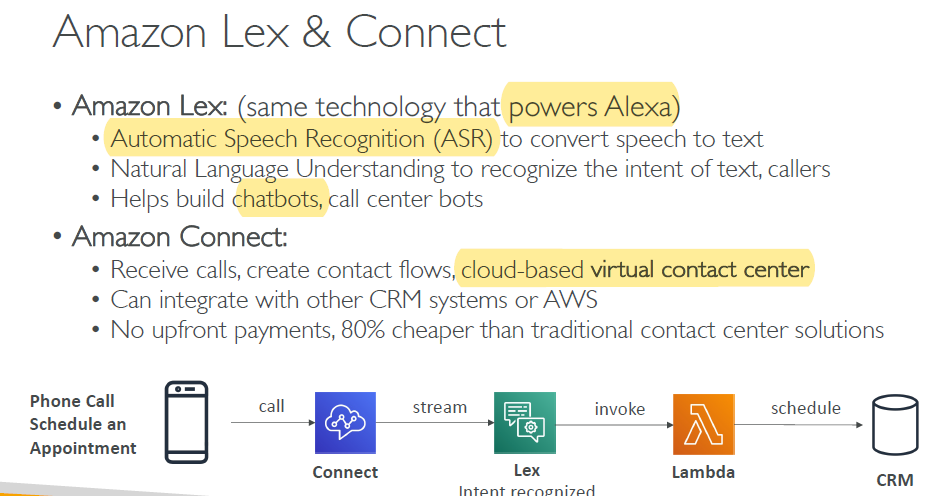 Amazon Lex & Connect
• Amazon Lex: (same technology that powers Alexa)
• Automatic Speech Recognition (ASR) to convert speech to text
• Natural Language Understanding to recognize the intent of text, callers
• Helps build chatbots, call center bots
• Amazon Connect:
• Receive calls, create contact flows, cloud-based virtual contact center
• Can integrate with other CRM systems or AWS
• No upfront payments, 80% cheaper than traditional contact center solutions
Phone Call
Schedule an
Appointment
call
Connect
stream
Lex
Intent recognized
invoke
Lambda
schedule
CRM